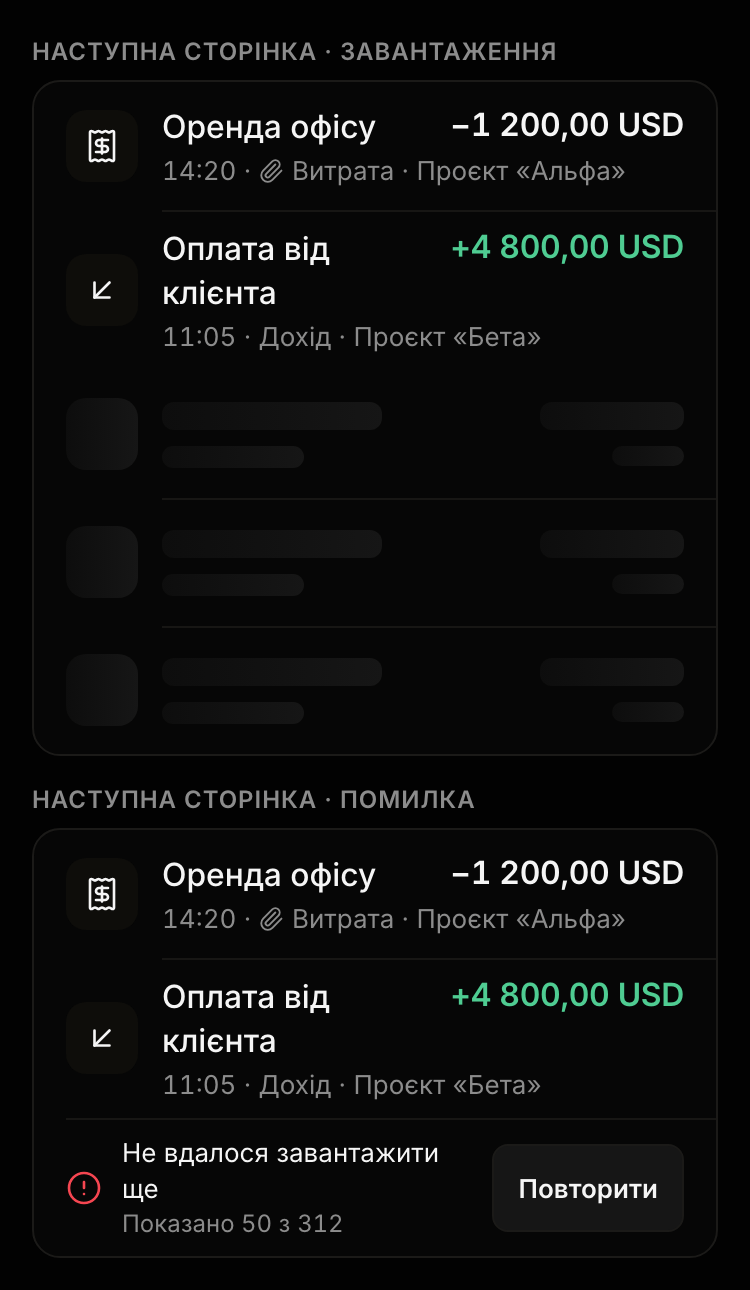 НАСТУПНА СТОРІНКА · ЗАВАНТАЖЕННЯ
Оренда офісу −1 200,00 USD
14:20 · Витрата · Проєкт «Альфа»
Оплата від +4 800,00 USD
клієнта
11:05 · Дохід · Проєкт «Бета»
НАСТУПНА СТОРІНКА · ПОМИЛКА
Оренда офісу −1 200,00 USD
14:20 · Витрата · Проєкт «Альфа»
Оплата від +4 800,00 USD
клієнта
11:05 · Дохід · Проєкт «Бета»
Не вдалося завантажити
ще
Повторити
Показано 50 з 312